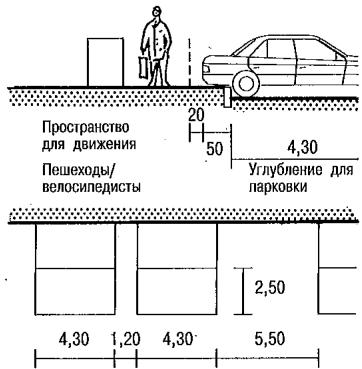 20
50
4,30
Пространство
для движения
Пешеходы/
велосипедисты
Углубление для
парковки
2,50
4,30 1,20 4,30 5,50